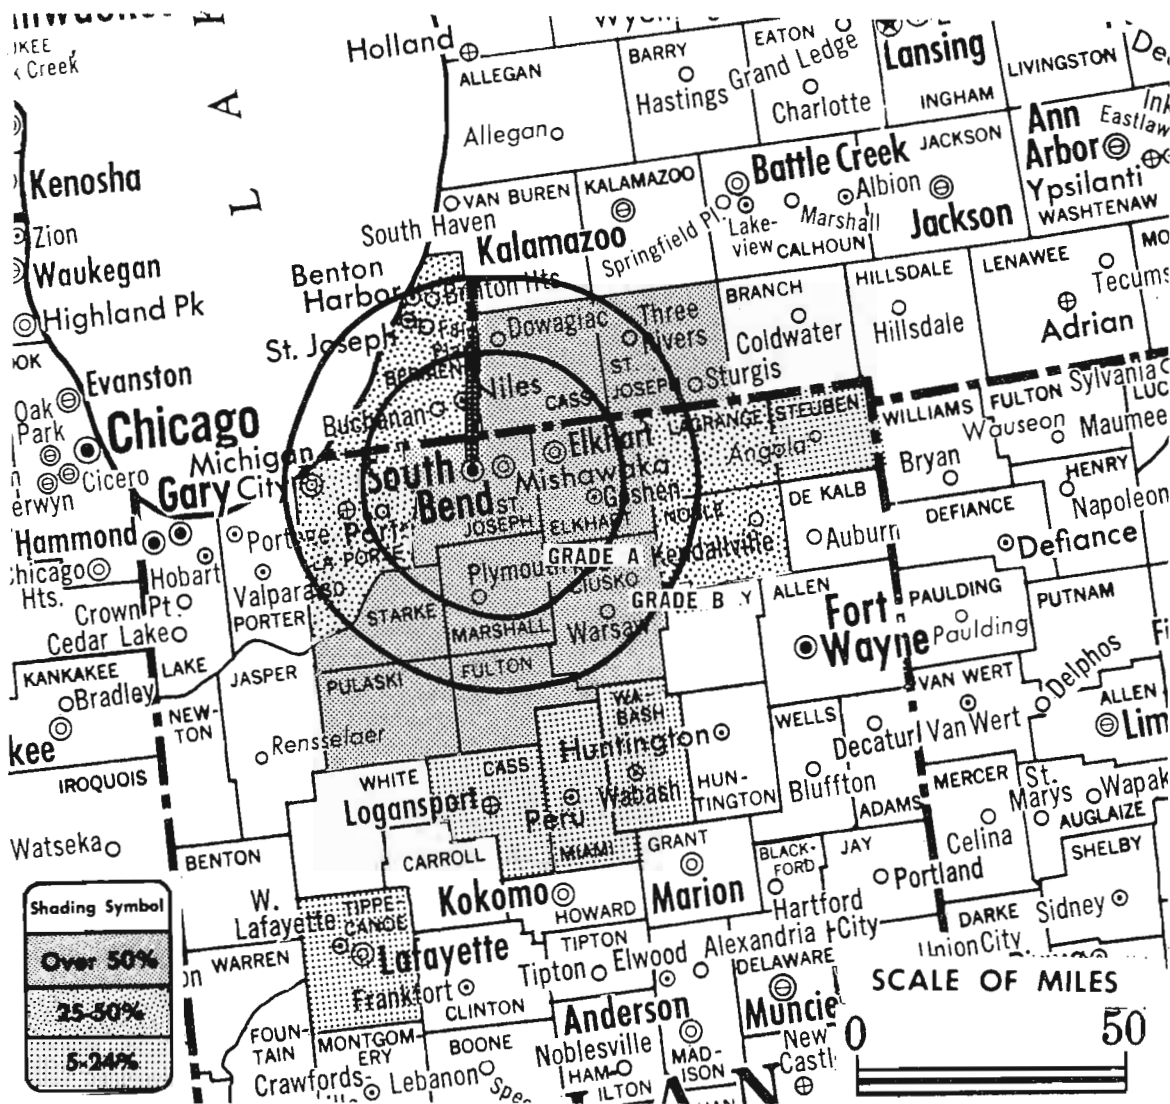 Holland
ALLEGAN
BARRY
EATON
Grand Ledge
Lansing
LIVINGSTON
Creek
Hastings
Charlotte
INGHAM
Allegan
Kenosha
Battle Creek
JACKSON
Ann
Arbor
Ypsilanti
WASHTENAW
VAN BUREN
KALAMAZOO
Albion
Springfield Pl.
Lake-
view
Marshall
CALHOUN
Jackson
Zion
South Haven
Kalamazoo
Waukegan
Benton
Harbor
Benton Hts
HILLSDALE
LENAWEE
Highland Pk
BRANCH
Dowagiac
Three
Rivers
Coldwater
Hillsdale
Adrian
St. Joseph
Evanston
BERRIEN
Niles
CASS
ST.
JOSEPH
Sturgis
Oak
Park
Chicago
Buchanan
LAGRANGE
STEUBEN
WILLIAMS
FULTON
Sylvania
Wauseon
Maumee
Cicero
Michigan
City
Gary
South
Bend
Elkhart
Mishawaka
Angola
Bryan
HENRY
Napoleon
Goshen
ST.
JOSEPH
ELKHART
NOBLE
DE KALB
DEFIANCE
Hammond
Portage
LA PORTE
GRADE A
Kendallville
Auburn
Defiance
Hobart
Valparaiso
PORTER
Hts.
Crown Pt
Cedar Lake
Plymouth
GRADE B
ALLEN
Fort
Wayne
PAULDING
Paulding
PUTNAM
STARKE
MARSHALL
Warsaw
KANKAKEE
Bradley
LAKE
JASPER
PULASKI
FULTON
VAN WERT
Van Wert
Delphos
ALLEN
NEW-
TON
Rensselaer
WA-
BASH
Huntington
WELLS
Decatur
IROQUOIS
WHITE
CASS
Wabash
HUN-
TINGTON
Bluffton
ADAMS
MERCER
St.
Marys
Celina
AUGLAIZE
Logansport
Peru
MIAMI
Watseka
BENTON
CARROLL
GRANT
BLACK-
FORD
JAY
Portland
SHELBY
Kokomo
HOWARD
Marion
Hartford
City
W.
Lafayette
TIPPE-
CANOE
DARKE
Sidney
Union City
Shading Symbol
Over 50%
25-50%
5-24%
WARREN
Lafayette
TIPTON
Tipton
Elwood
Alexandria
DELAWARE
Frankfort
CLINTON
Anderson
Muncie
SCALE OF MILES
0
50
FOUN-
TAIN
MONTGOM-
ERY
BOONE
Lebanon
Noblesville
HAM-
ILTON
MAD-
ISON
New
Crawfords-